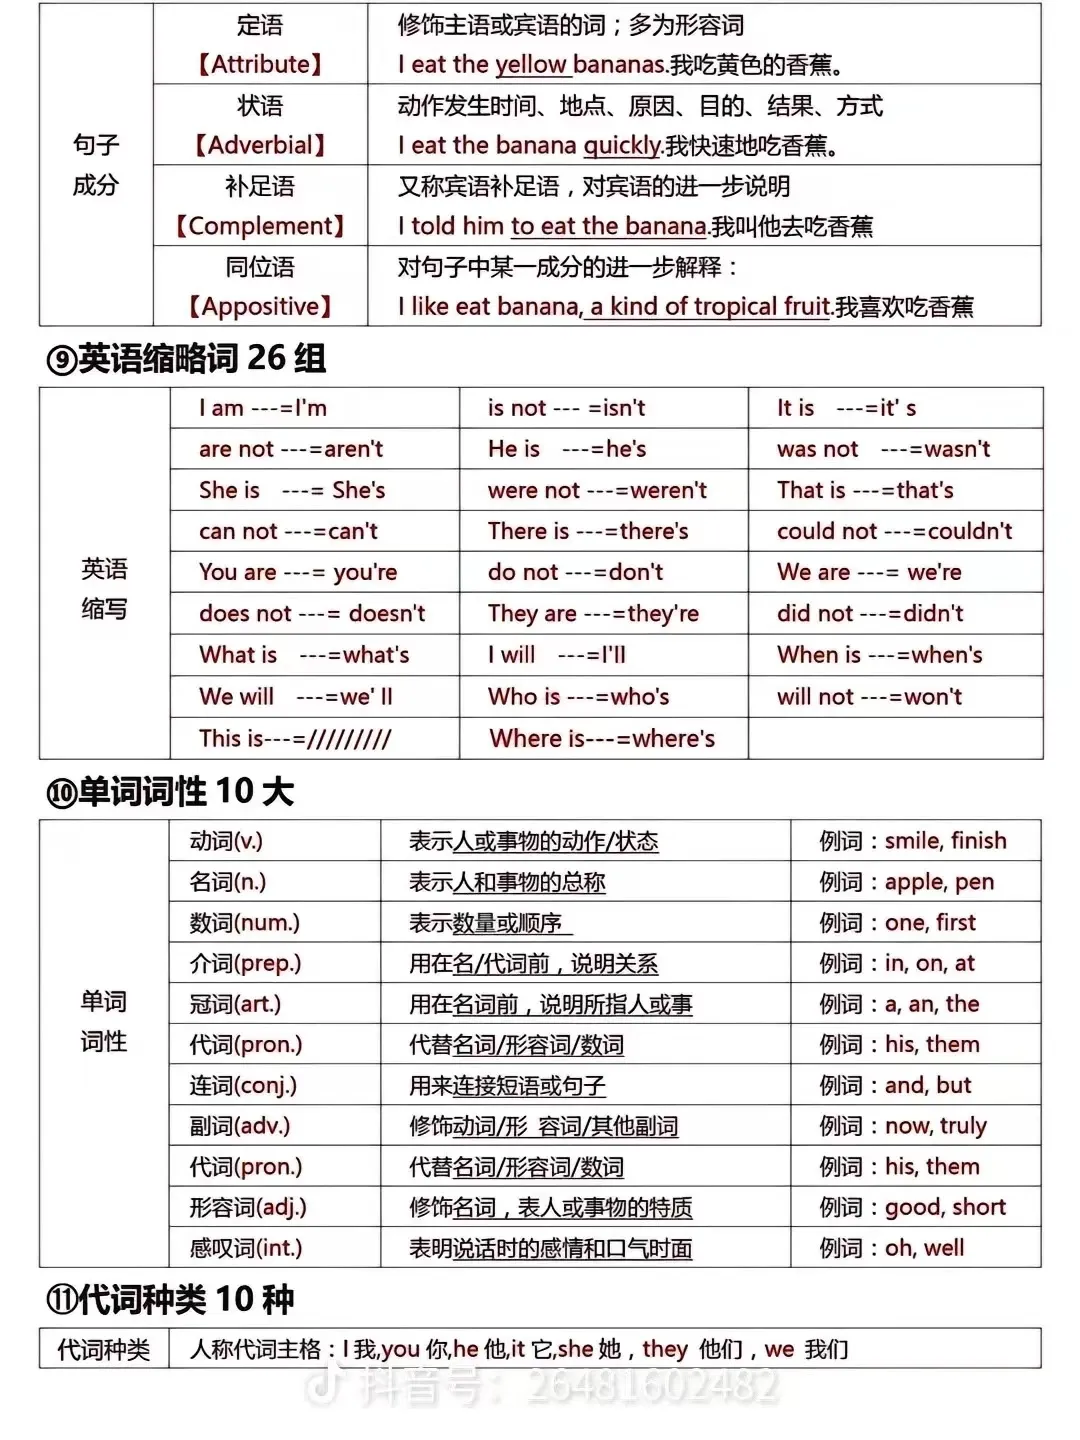 句子
成分
定语
【Attribute】
修饰主语或宾语的词；多为形容词
I eat the yellow bananas.我吃黄色的香蕉。
状语
【Adverbial】
动作发生时间、地点、原因、目的、结果、方式
I eat the banana quickly.我快速地吃香蕉。
补足语
【Complement】
又称宾语补足语，对宾语的进一步说明
I told him to eat the banana.我叫他去吃香蕉
同位语
【Appositive】
对句子中某一成分的进一步解释：
I like eat banana, a kind of tropical fruit.我喜欢吃香蕉
⑨英语缩略词 26 组
英语
缩写
I am ---=I'm is not --- =isn't It is ---=it' s
are not ---=aren't He is ---=he's was not ---=wasn't
She is ---= She's were not ---=weren't That is ---=that's
can not ---=can't There is ---=there's could not ---=couldn't
You are ---= you're do not ---=don't We are ---= we're
does not ---= doesn't They are ---=they're did not ---=didn't
What is ---=what's I will ---=I'll When is ---=when's
We will ---=we' ll Who is ---=who's will not ---=won't
This is---=///////// Where is---=where's
⑩单词词性 10 大
单词
词性
动词(v.) 表示人或事物的动作/状态 例词：smile, finish
名词(n.) 表示人和事物的总称 例词：apple, pen
数词(num.) 表示数量或顺序 例词：one, first
介词(prep.) 用在名/代词前，说明关系 例词：in, on, at
冠词(art.) 用在名词前，说明所指人或事 例词：a, an, the
代词(pron.) 代替名词/形容词/数词 例词：his, them
连词(conj.) 用来连接短语或句子 例词：and, but
副词(adv.) 修饰动词/形 容词/其他副词 例词：now, truly
代词(pron.) 代替名词/形容词/数词 例词：his, them
形容词(adj.) 修饰名词，表人或事物的特质 例词：good, short
感叹词(int.) 表明说话时的感情和口气时面 例词：oh, well
⑪代词种类 10 种
代词种类 人称代词主格：I 我,you 你,he 他,it 它,she 她，they 他们，we 我们
抖音号：26481602482